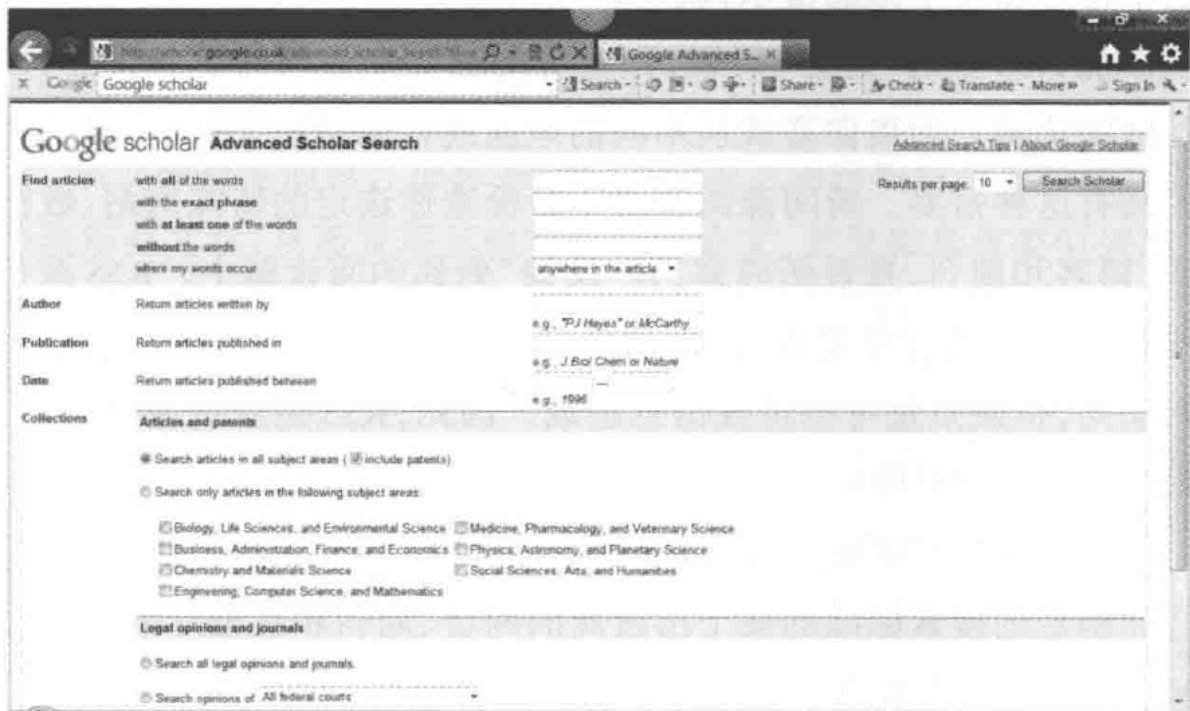 Google Advanced S...
Google Google scholar Search Share Check Translate More » Sign In
Google scholar Advanced Scholar Search
Advanced Search Tips | About Google Scholar
Find articles with all of the words Results per page: 10 Search Scholar
with the exact phrase
with at least one of the words
without the words
where my words occur anywhere in the article
Author Return articles written by
e.g., "PJ Hayes" or McCarthy
Publication Return articles published in
e.g., J Biol Chem or Nature
Date Return articles published between —
e.g., 1996
Collections Articles and patents
Search articles in all subject areas ( include patents).
Search only articles in the following subject areas:
Biology, Life Sciences, and Environmental Science Medicine, Pharmacology, and Veterinary Science
Business, Administration, Finance, and Economics Physics, Astronomy, and Planetary Science
Chemistry and Materials Science Social Sciences, Arts, and Humanities
Engineering, Computer Science, and Mathematics
Legal opinions and journals
Search all legal opinions and journals.
Search opinions of All federal courts